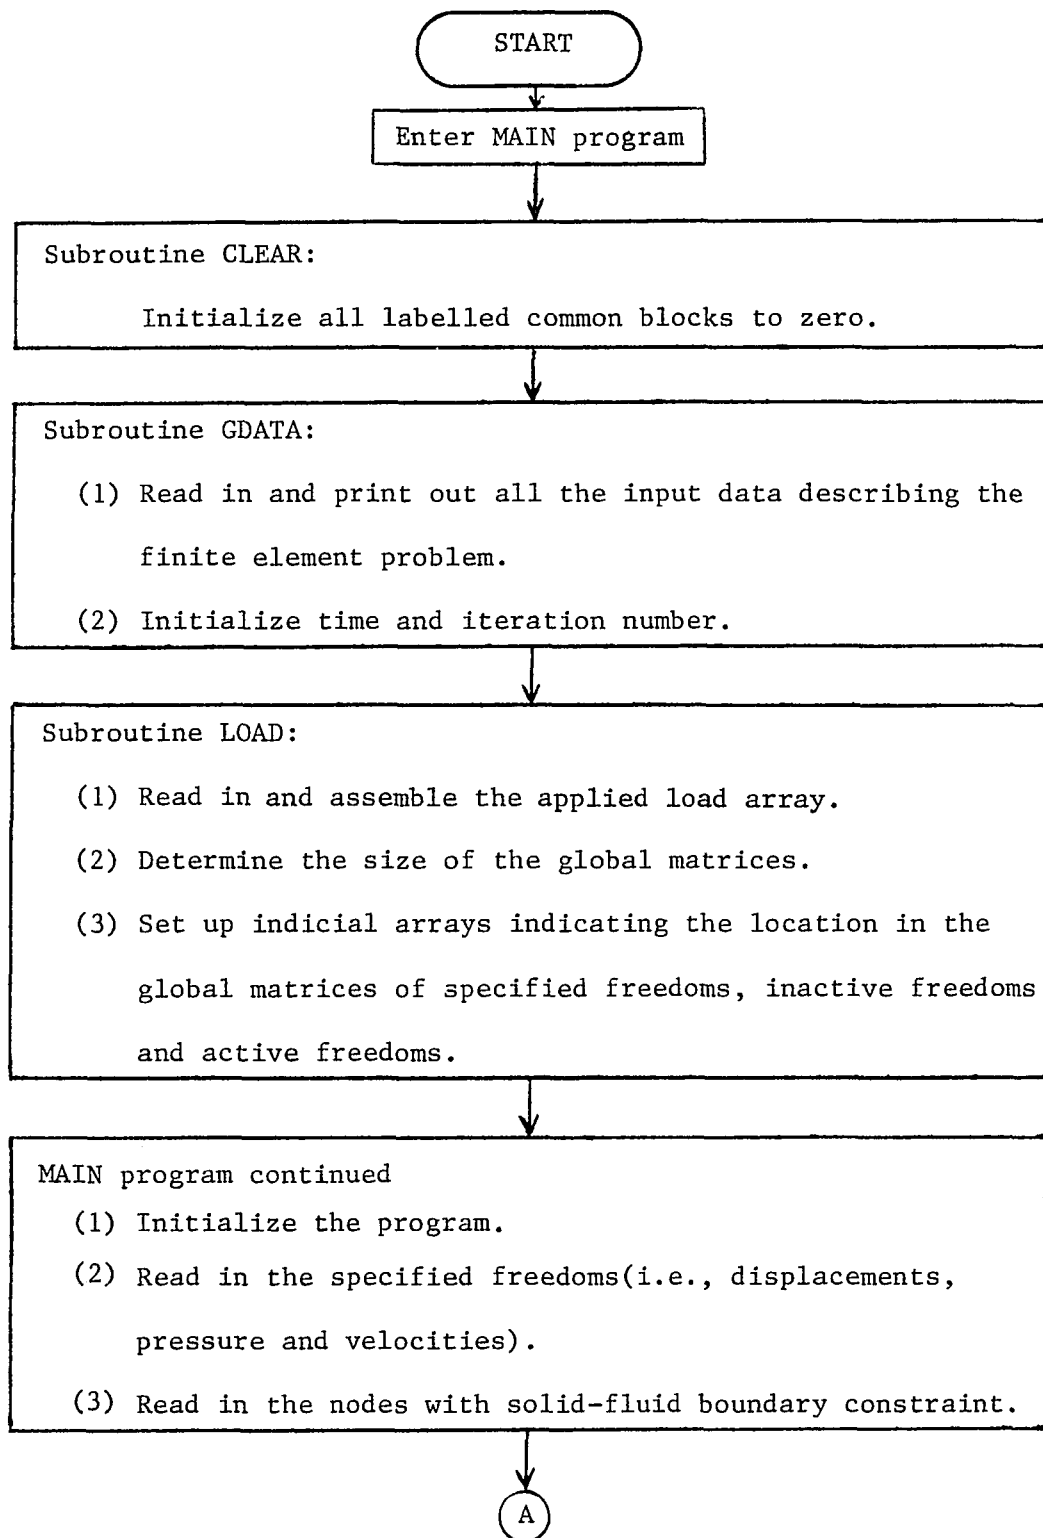 START
Enter MAIN program
Subroutine CLEAR:
Initialize all labelled common blocks to zero.
Subroutine GDATA:
(1) Read in and print out all the input data describing the
finite element problem.
(2) Initialize time and iteration number.
Subroutine LOAD:
(1) Read in and assemble the applied load array.
(2) Determine the size of the global matrices.
(3) Set up indicial arrays indicating the location in the
global matrices of specified freedoms, inactive freedoms
and active freedoms.
MAIN program continued
(1) Initialize the program.
(2) Read in the specified freedoms(i.e., displacements,
pressure and velocities).
(3) Read in the nodes with solid-fluid boundary constraint.
A